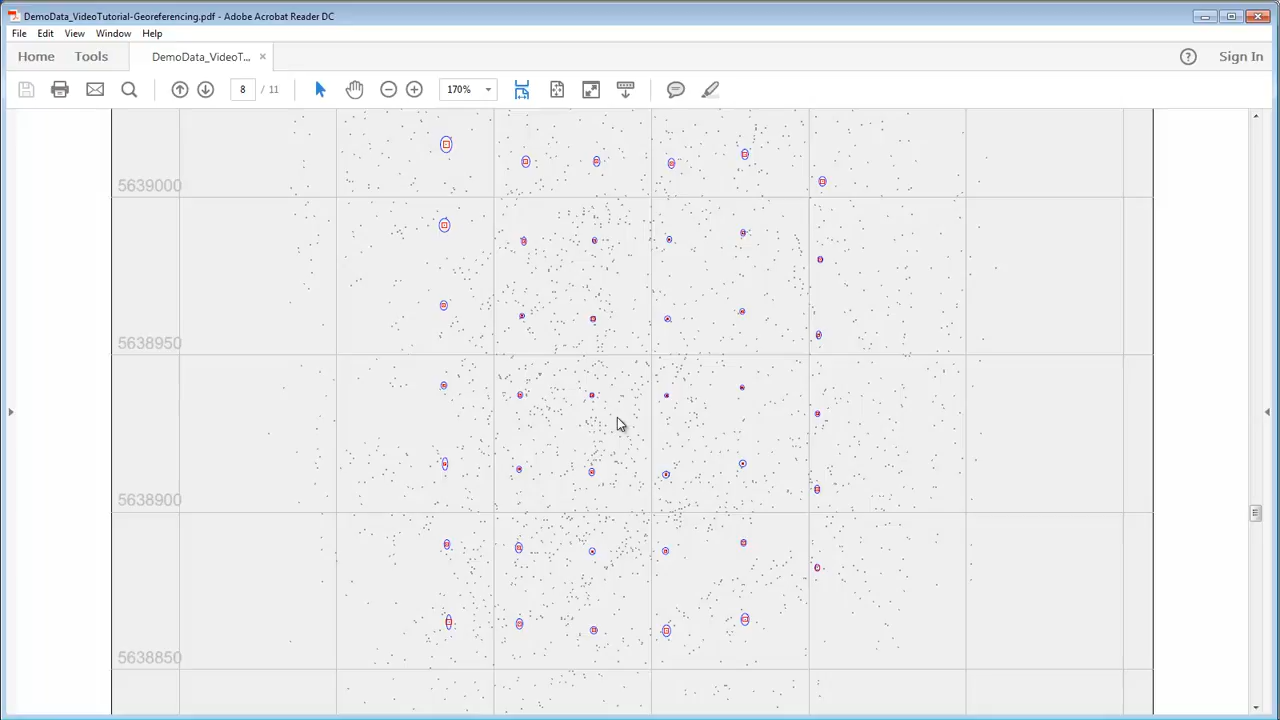 DemoData_VideoTutorial-Georeferencing.pdf - Adobe Acrobat Reader DC
File Edit View Window Help
Home Tools DemoData_VideoT... ×
Sign In
8 / 11 170%
5639000
5638950
5638900
5638850